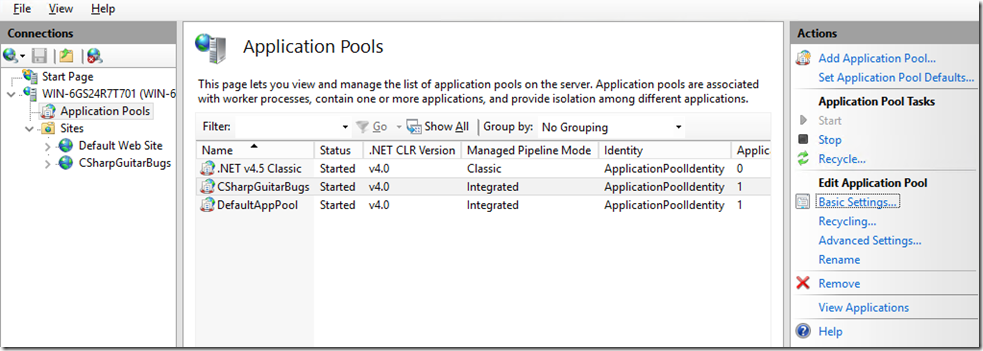 File View Help
Connections
Start Page
WIN-6GS24R7T701 (WIN-6
Application Pools
Sites
Default Web Site
CSharpGuitarBugs
Application Pools
This page lets you view and manage the list of application pools on the server. Application pools are associated
with worker processes, contain one or more applications, and provide isolation among different applications.
Filter: Go Show All Group by: No Grouping
Name Status .NET CLR Version Managed Pipeline Mode Identity Applic
.NET v4.5 Classic Started v4.0 Classic ApplicationPoolIdentity 0
CSharpGuitarBugs Started v4.0 Integrated ApplicationPoolIdentity 1
DefaultAppPool Started v4.0 Integrated ApplicationPoolIdentity 1
Actions
Add Application Pool...
Set Application Pool Defaults...
Application Pool Tasks
Start
Stop
Recycle...
Edit Application Pool
Basic Settings...
Recycling...
Advanced Settings...
Rename
Remove
View Applications
Help